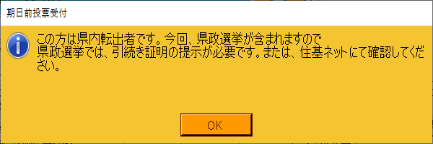 期日前投票受付
この方は県内転出者です。今回、県政選挙が含まれますので
県政選挙では、引続き証明の提示が必要です。または、住基ネットにて確認してくだ
さい。
OK